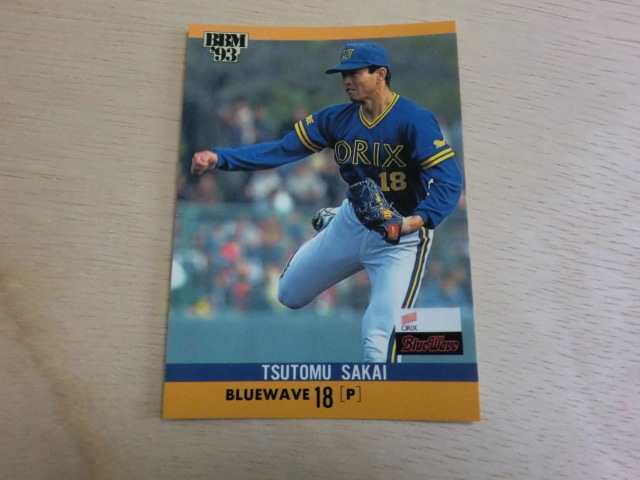 BBM
'93
ORIX
18
ORIX
BlueWave
TSUTOMU SAKAI
BLUEWAVE 18 [P]